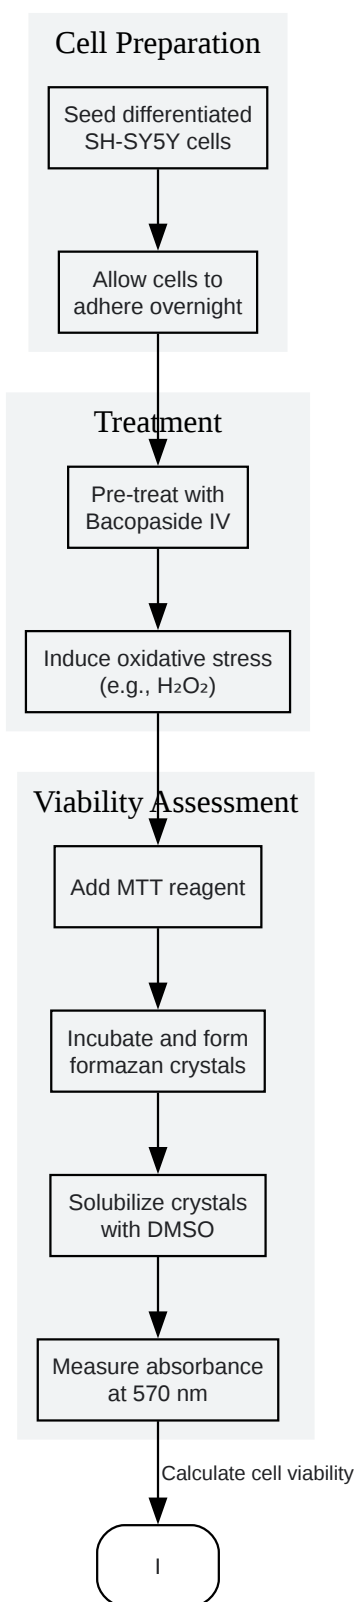 Cell Preparation
Seed differentiated
SH-SY5Y cells
Allow cells to
adhere overnight
Treatment
Pre-treat with
Bacopaside IV
Induce oxidative stress
(e.g., H₂O₂)
Viability Assessment
Add MTT reagent
Incubate and form
formazan crystals
Solubilize crystals
with DMSO
Measure absorbance
at 570 nm
Calculate cell viability
I